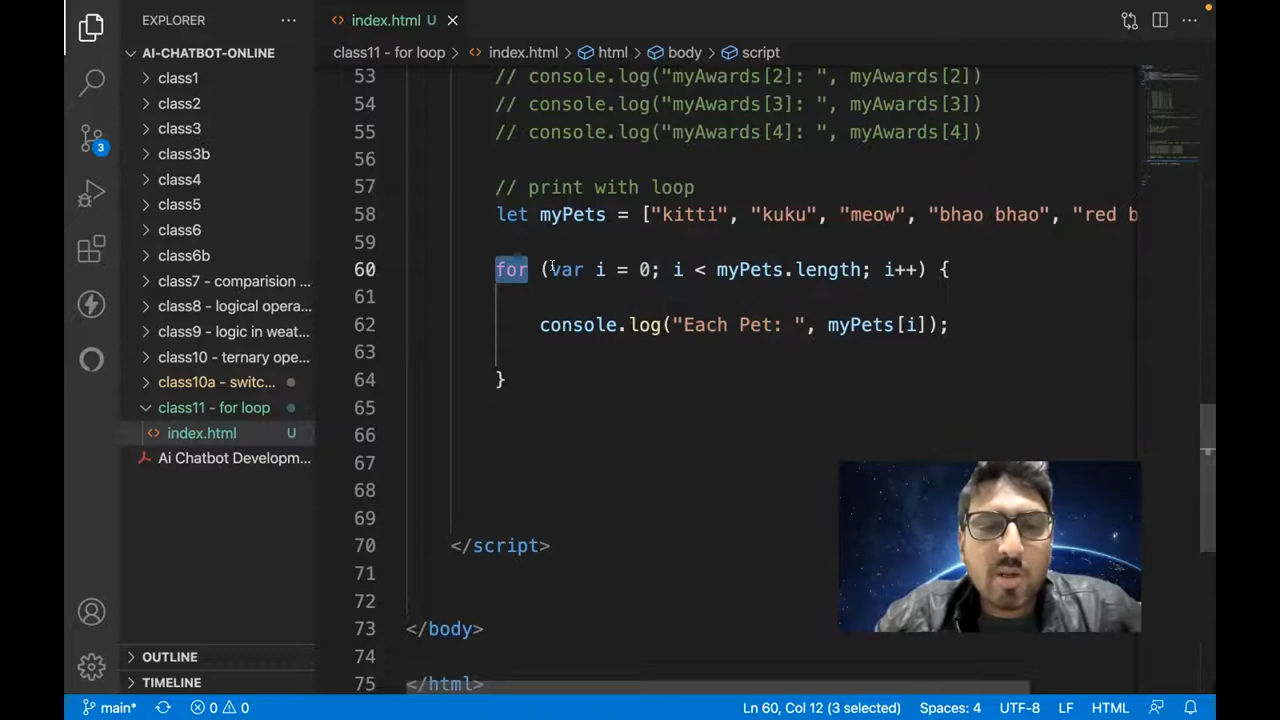 EXPLORER
index.html U
AI-CHATBOT-ONLINE
class11 - for loop > index.html > html > body > script
class1
class2
class3
class3b
class4
class5
class6
class6b
class7 - comparision ...
class8 - logical opera...
class9 - logic in weat...
class10 - ternary ope...
class10a - switc...
class11 - for loop
index.html U
Ai Chatbot Developm...
OUTLINE
TIMELINE
3
53 // console.log("myAwards[2]: ", myAwards[2])
54 // console.log("myAwards[3]: ", myAwards[3])
55 // console.log("myAwards[4]: ", myAwards[4])
56
57 // print with loop
58 let myPets = ["kitti", "kuku", "meow", "bhao bhao", "red b
59
60 for (var i = 0; i < myPets.length; i++) {
61
62 console.log("Each Pet: ", myPets[i]);
63
64 }
65
66
67
68
69
70 </script>
71
72
73 </body>
74
75 </html>
main* 0 0 Ln 60, Col 12 (3 selected) Spaces: 4 UTF-8 LF HTML